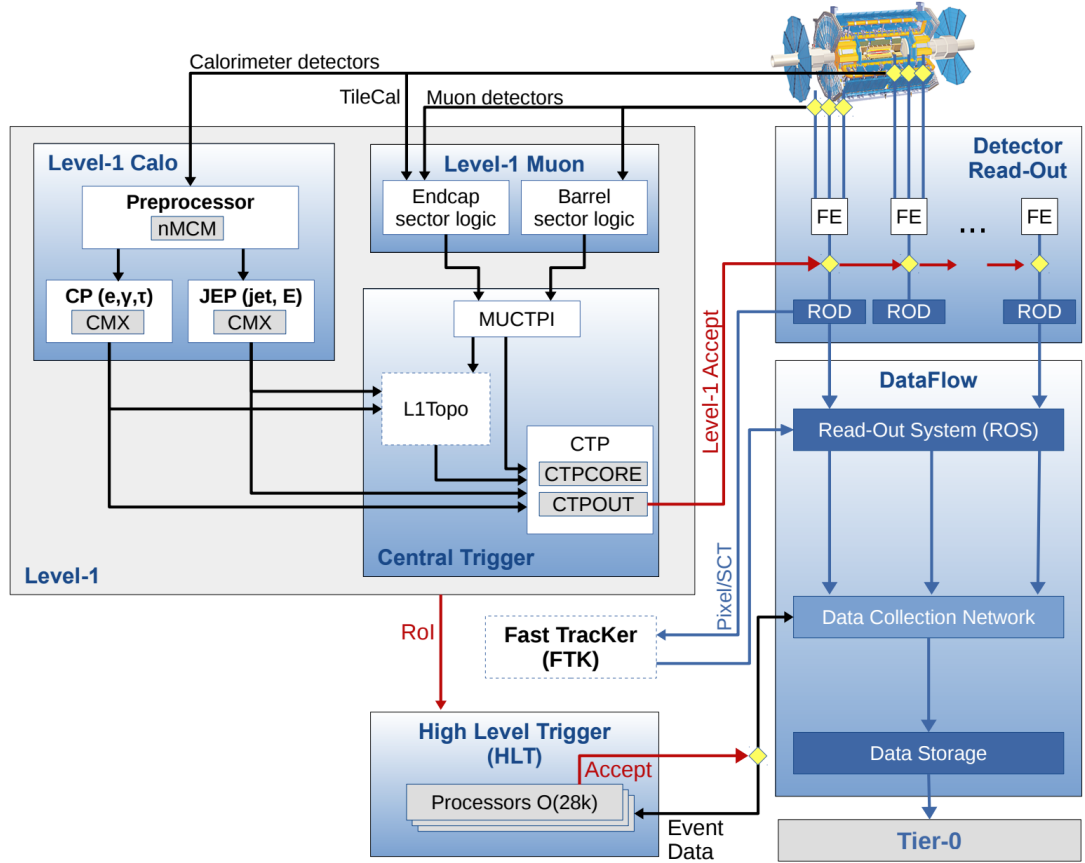 Calorimeter detectors
TileCal
Muon detectors
Level-1 Calo
Preprocessor
nMCM
CP (e,γ,τ)
CMX
JEP (jet, E)
CMX
Level-1 Muon
Endcap
sector logic
Barrel
sector logic
MUCTPI
L1Topo
CTP
CTPCORE
CTPOUT
Central Trigger
Level-1
Level-1 Accept
Detector
Read-Out
FE
FE
...
FE
ROD
ROD
ROD
DataFlow
Read-Out System (ROS)
Data Collection Network
Data Storage
Tier-0
Pixel/SCT
RoI
Fast TracKer
(FTK)
High Level Trigger
(HLT)
Accept
Processors O(28k)
Event
Data